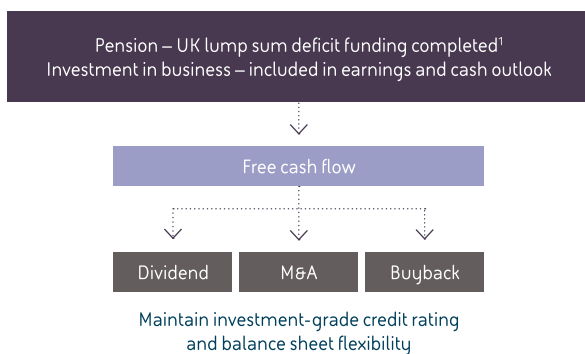 Pension – UK lump sum deficit funding completed¹
Investment in business – included in earnings and cash outlook
Free cash flow
Dividend
M&A
Buyback
Maintain investment-grade credit rating
and balance sheet flexibility